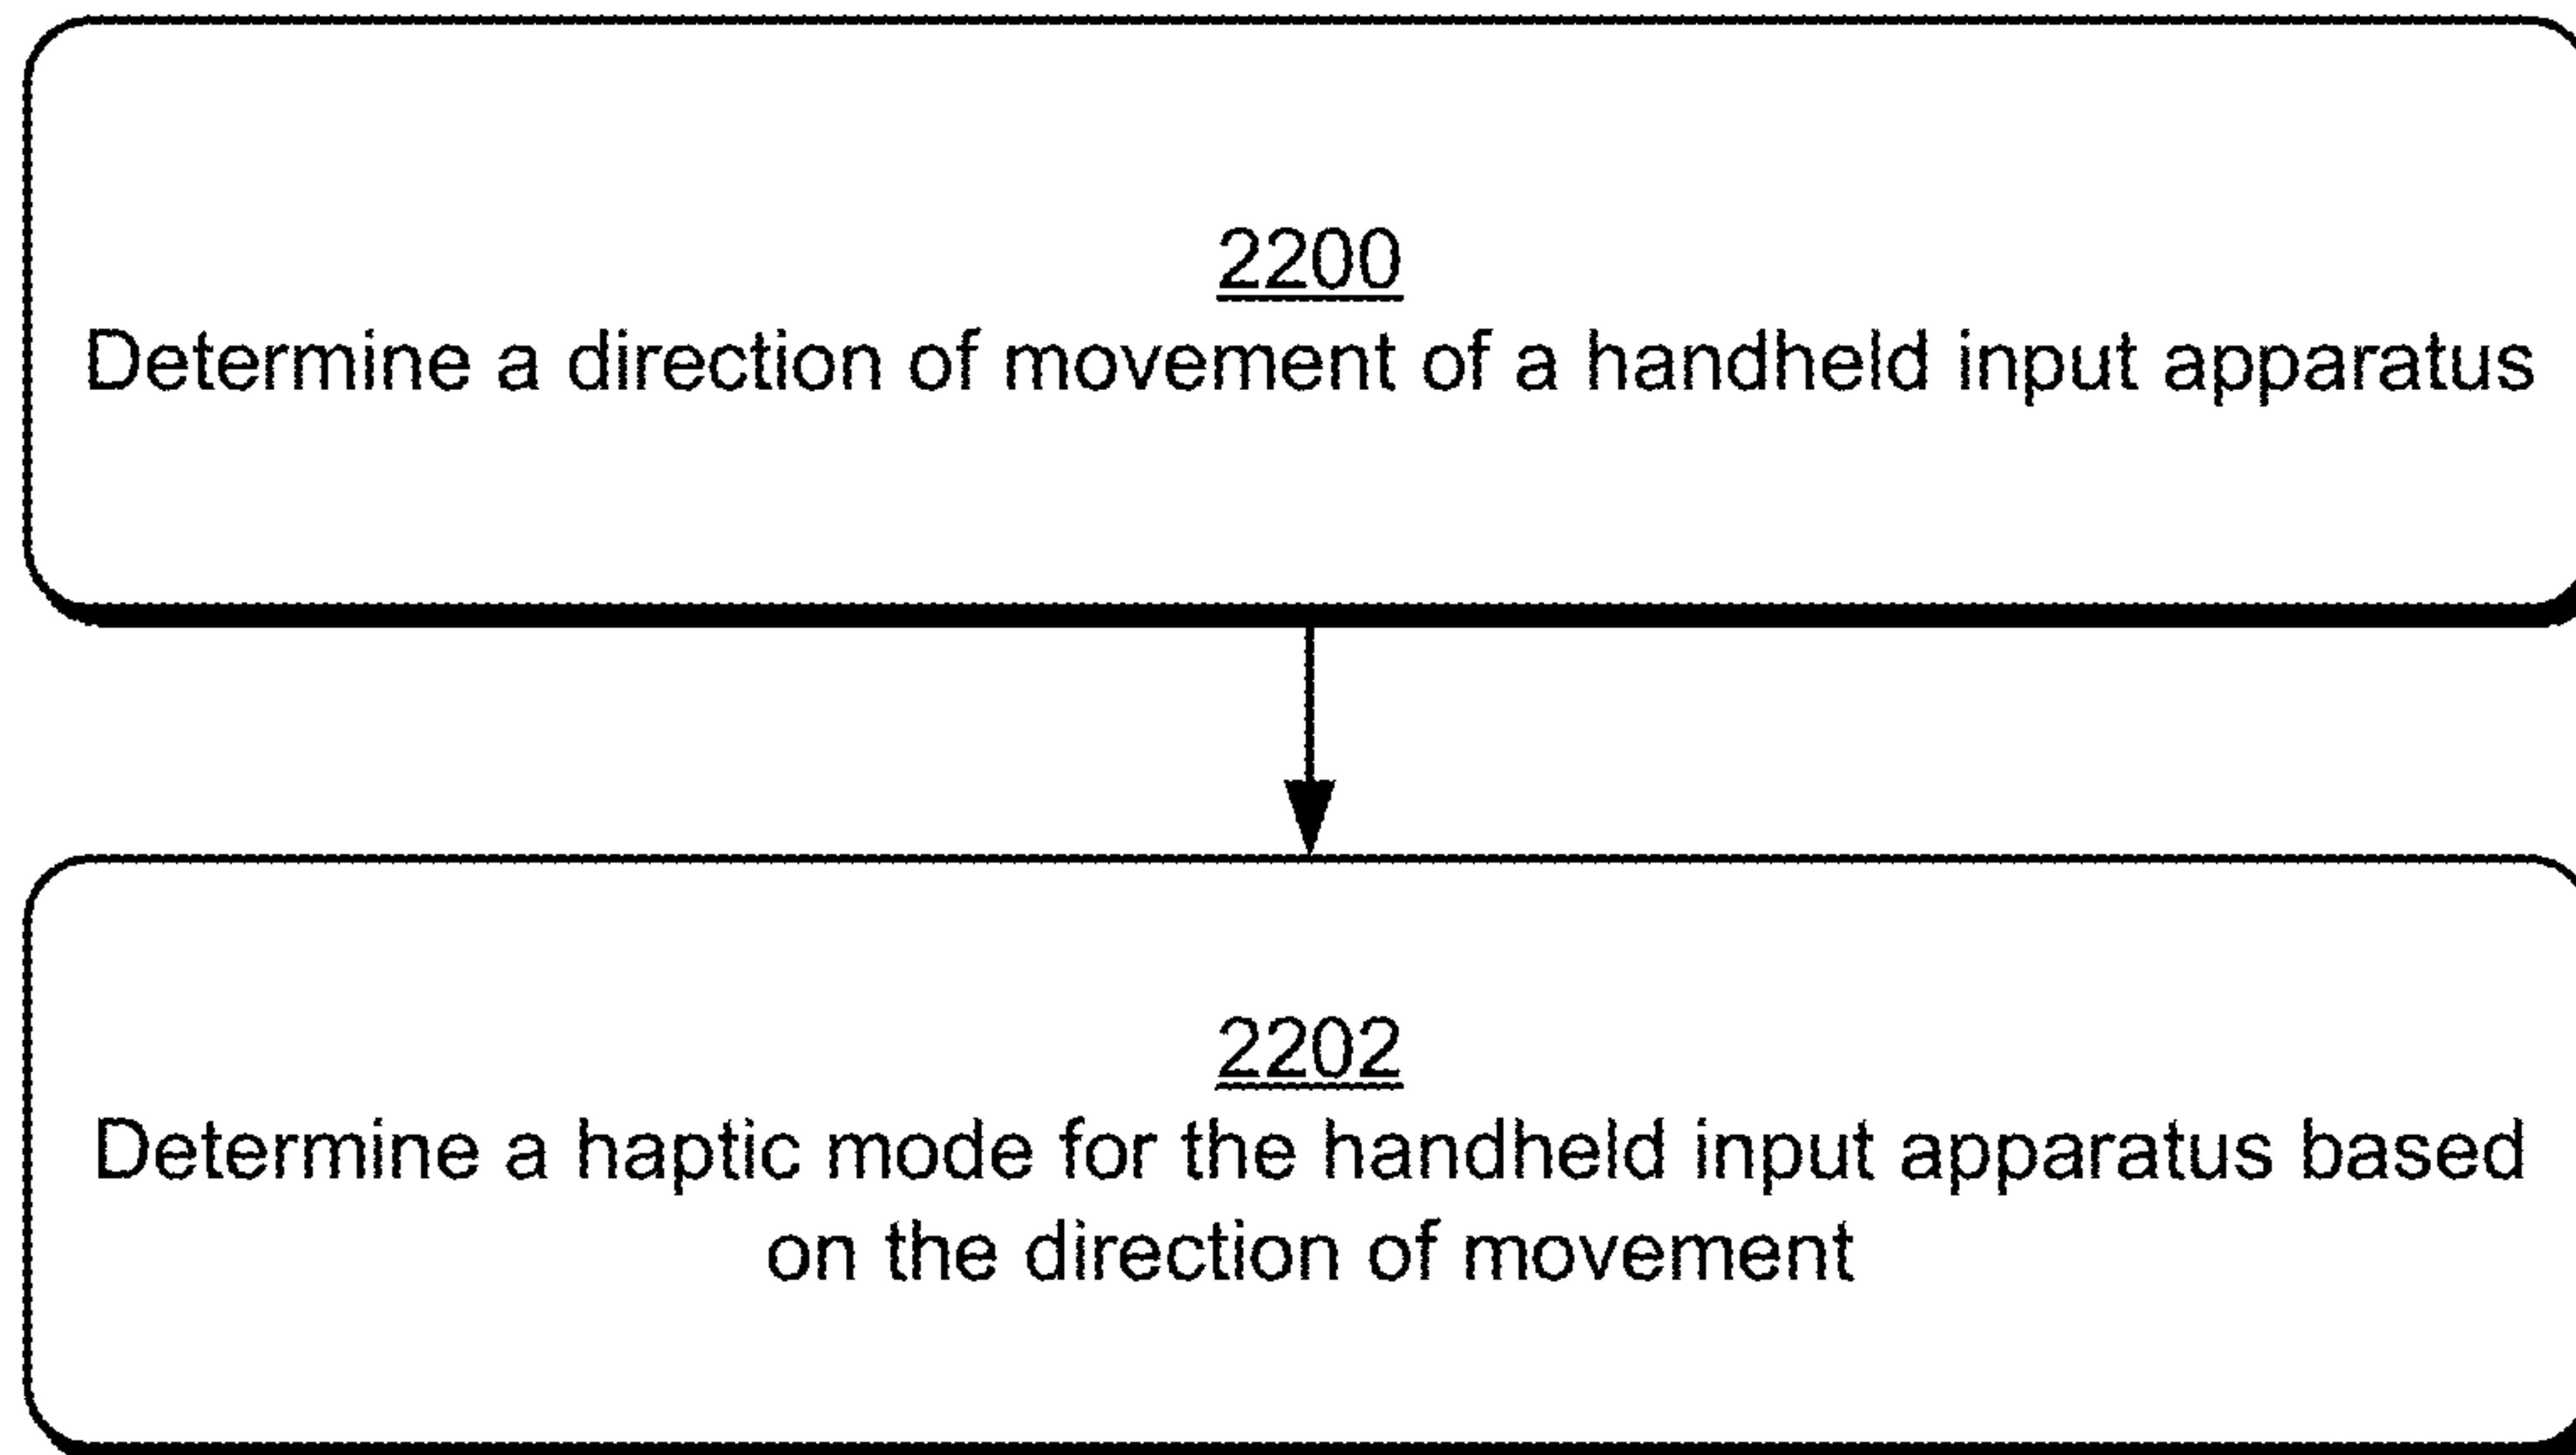 2200
Determine a direction of movement of a handheld input apparatus
2202
Determine a haptic mode for the handheld input apparatus based
on the direction of movement